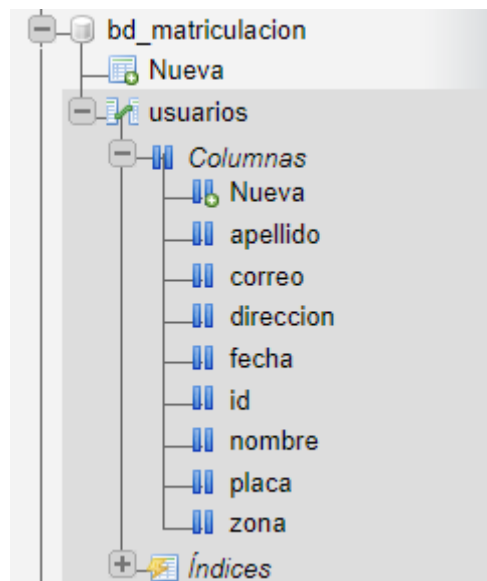 bd_matriculacion
Nueva
usuarios
Columnas
Nueva
apellido
correo
direccion
fecha
id
nombre
placa
zona
Índices